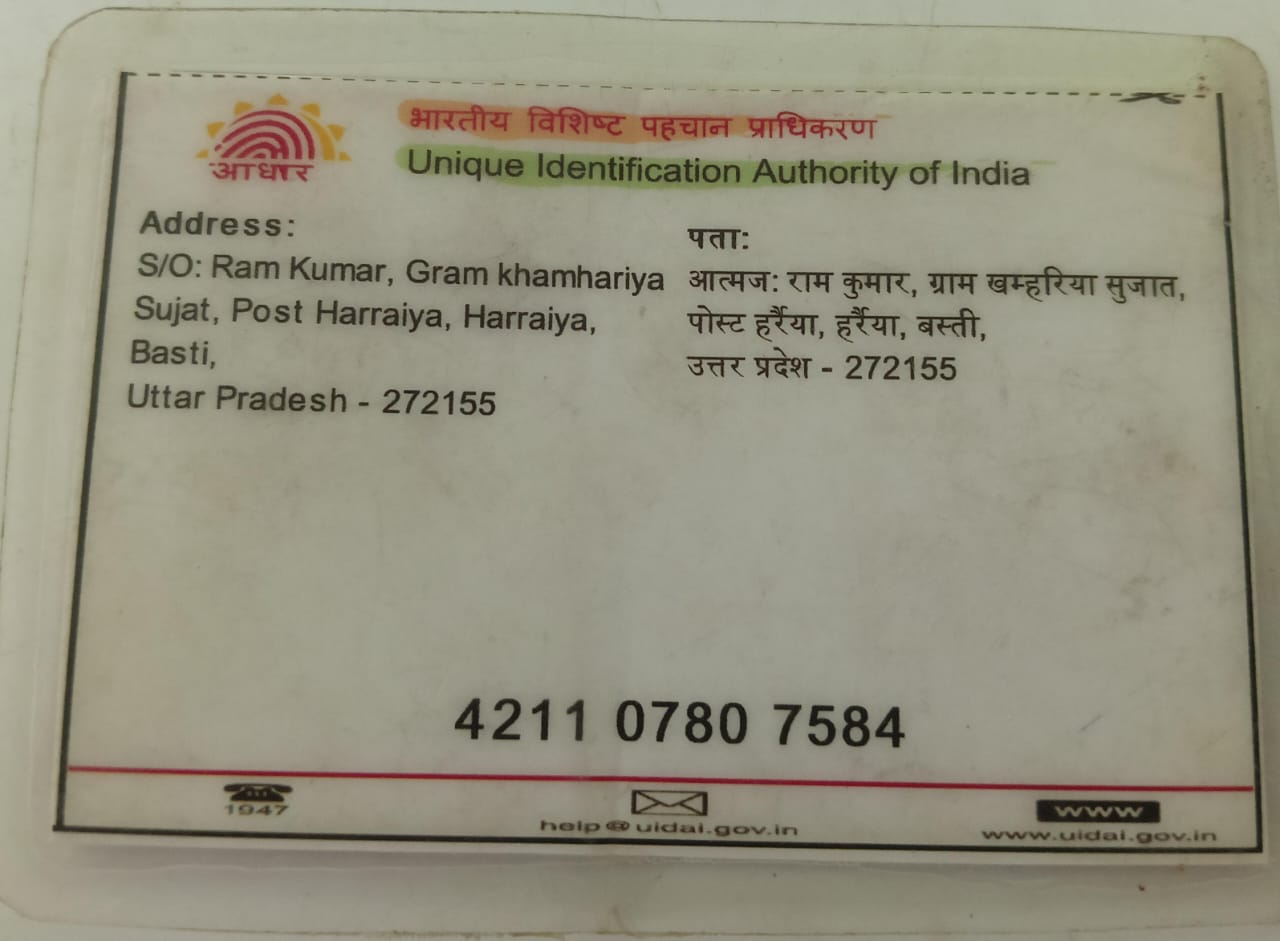 आधार
भारतीय विशिष्ट पहचान प्राधिकरण
Unique Identification Authority of India
Address:
S/O: Ram Kumar, Gram khamhariya
Sujat, Post Harraiya, Harraiya,
Basti,
Uttar Pradesh - 272155
पता:
आत्मज: राम कुमार, ग्राम खम्हरिया सुजात,
पोस्ट हर्रैया, हर्रैया, बस्ती,
उत्तर प्रदेश - 272155
4211 0780 7584
1947
help@uidai.gov.in
www
www.uidai.gov.in